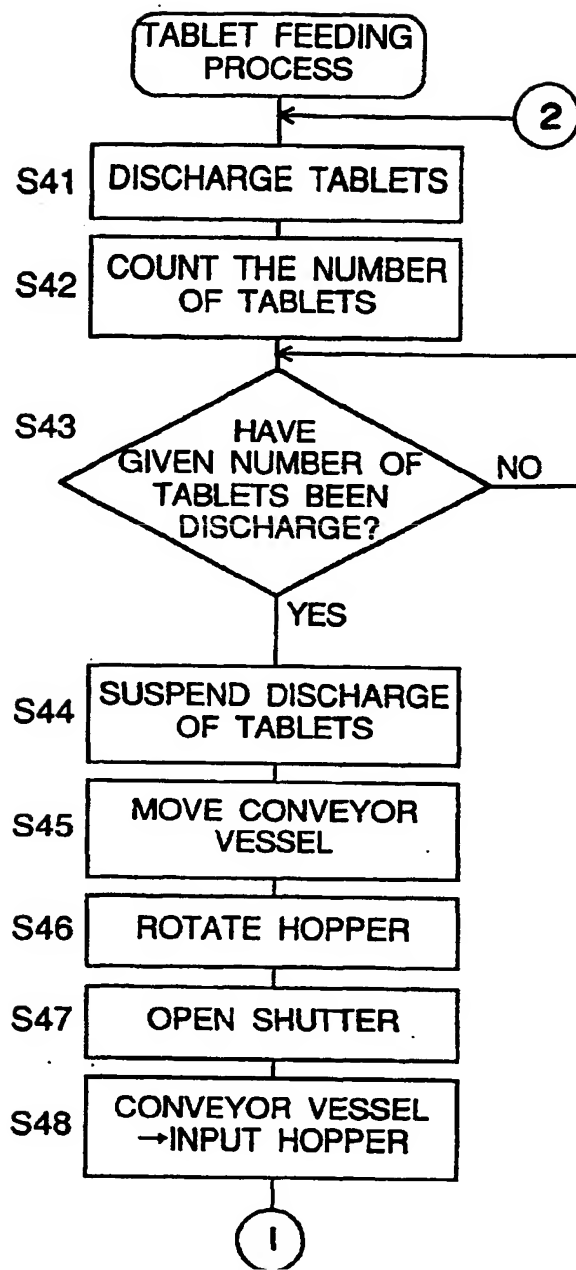 TABLET FEEDING
PROCESS
2
S41
DISCHARGE TABLETS
S42
COUNT THE NUMBER
OF TABLETS
S43
HAVE
GIVEN NUMBER OF
TABLETS BEEN
DISCHARGE?
NO
YES
S44
SUSPEND DISCHARGE
OF TABLETS
S45
MOVE CONVEYOR
VESSEL
S46
ROTATE HOPPER
S47
OPEN SHUTTER
S48
CONVEYOR VESSEL
→INPUT HOPPER
1